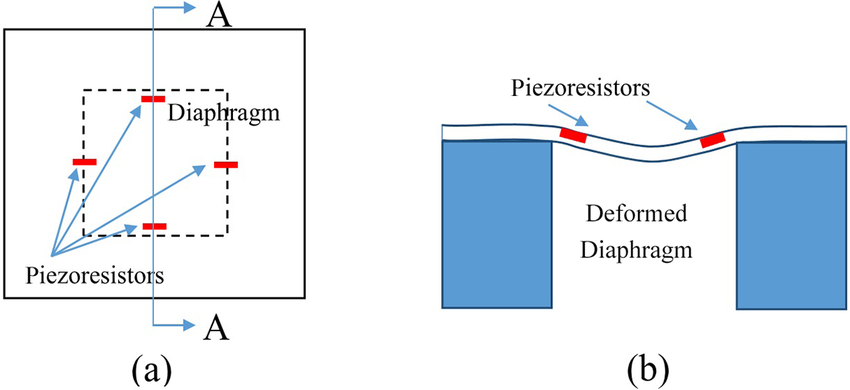 A
Diaphragm
Piezoresistors
A
(a)
Piezoresistors
Deformed
Diaphragm
(b)